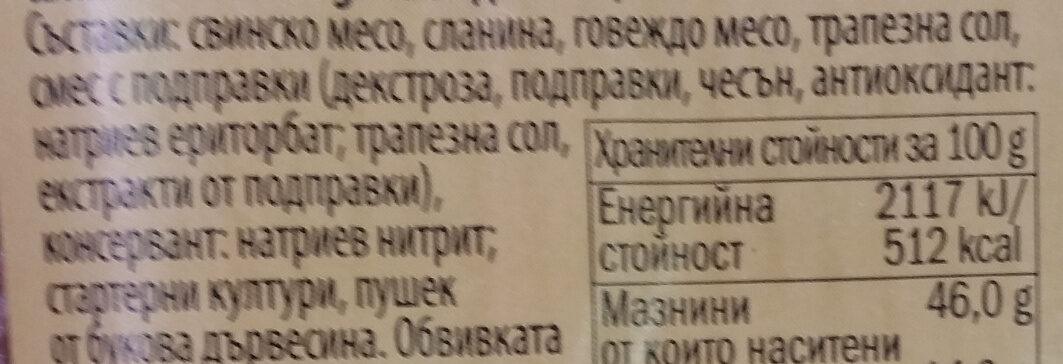 Съставки: свинско месо, сланина, говеждо месо, трапезна сол,
смес с подправки (декстроза, подправки, чесън, антиоксидант:
натриев ериторбат; трапезна сол,
екстракти от подправки),
консервант: натриев нитрит;
стартерни култури, пушек
от букова дървесина. Обвивката
Хранителни стойности за 100 g
Енергийна 2117 kJ/
стойност 512 kcal
Мазнини 46,0 g
от които наситени